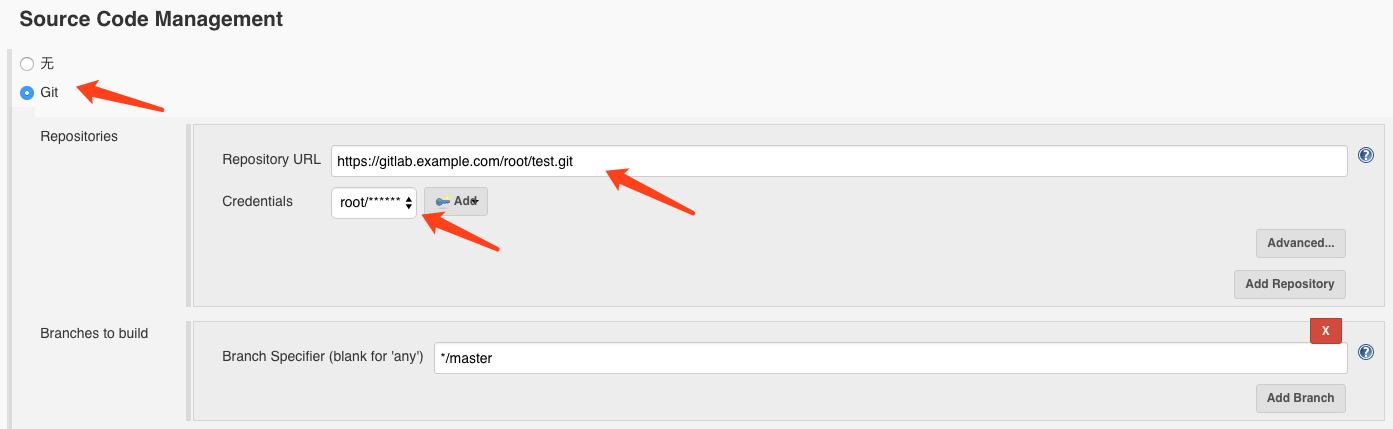 Source Code Management
无
Git
Repositories
Repository URL https://gitlab.example.com/root/test.git
Credentials root/****** Add
Advanced...
Add Repository
Branches to build
X
Branch Specifier (blank for 'any') */master
Add Branch